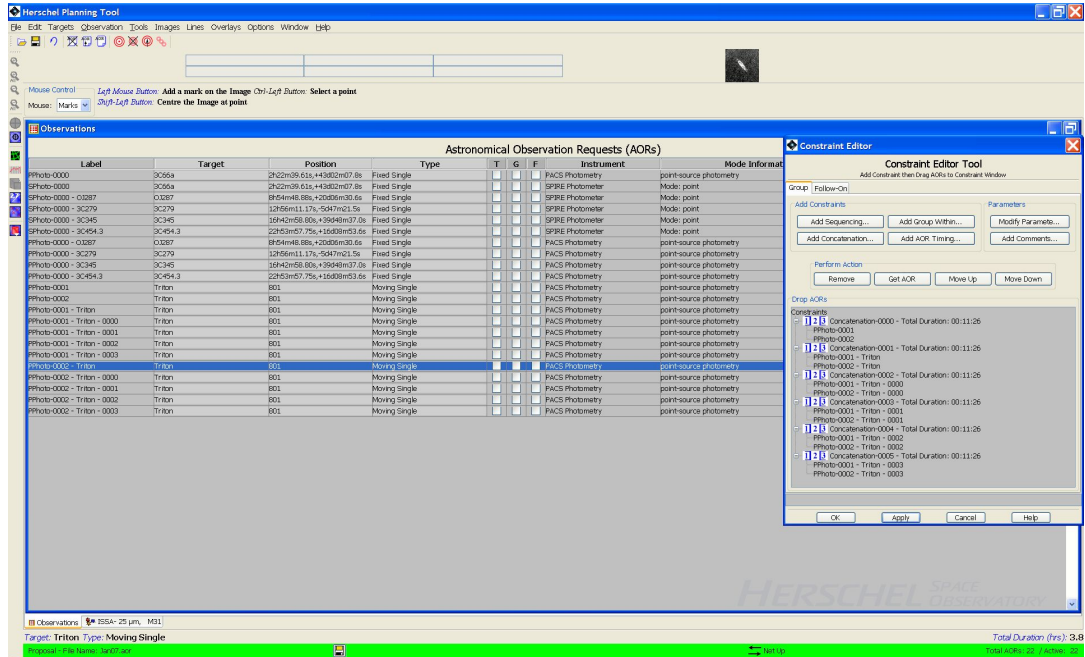 Herschel Planning Tool
File Edit Targets Observation Tools Images Lines Overlays Options Window Help
Mouse Control
Mouse: Marks
Left Mouse Button: Add a mark on the Image Ctrl-Left Button: Select a point
Shift-Left Button: Centre the Image at point
Observations
Astronomical Observation Requests (AORs)
Label Target Position Type T G F Instrument Mode Informat
PPhoto-0000 3C66a 2h22m39.61s,+43d02m07.8s Fixed Single PACS Photometry point-source photometry
SPhoto-0000 3C66a 2h22m39.61s,+43d02m07.8s Fixed Single SPIRE Photometer Mode: point
SPhoto-0000 - OJ287 OJ287 8h54m48.88s,+20d06m30.6s Fixed Single SPIRE Photometer Mode: point
SPhoto-0000 - 3C279 3C279 12h56m11.17s,-5d47m21.5s Fixed Single SPIRE Photometer Mode: point
SPhoto-0000 - 3C345 3C345 16h42m58.80s,+39d48m37.0s Fixed Single SPIRE Photometer Mode: point
SPhoto-0000 - 3C454.3 3C454.3 22h53m57.75s,+16d08m53.6s Fixed Single SPIRE Photometer Mode: point
PPhoto-0000 - OJ287 OJ287 8h54m48.88s,+20d06m30.6s Fixed Single PACS Photometry point-source photometry
PPhoto-0000 - 3C279 3C279 12h56m11.17s,-5d47m21.5s Fixed Single PACS Photometry point-source photometry
PPhoto-0000 - 3C345 3C345 16h42m58.80s,+39d48m37.0s Fixed Single PACS Photometry point-source photometry
PPhoto-0000 - 3C454.3 3C454.3 22h53m57.75s,+16d08m53.6s Fixed Single PACS Photometry point-source photometry
PPhoto-0001 Triton 801 Moving Single PACS Photometry point-source photometry
PPhoto-0002 Triton 801 Moving Single PACS Photometry point-source photometry
PPhoto-0001 - Triton Triton 801 Moving Single PACS Photometry point-source photometry
PPhoto-0001 - Triton - 0000 Triton 801 Moving Single PACS Photometry point-source photometry
PPhoto-0001 - Triton - 0001 Triton 801 Moving Single PACS Photometry point-source photometry
PPhoto-0001 - Triton - 0002 Triton 801 Moving Single PACS Photometry point-source photometry
PPhoto-0001 - Triton - 0003 Triton 801 Moving Single PACS Photometry point-source photometry
PPhoto-0002 - Triton Triton 801 Moving Single PACS Photometry point-source photometry
PPhoto-0002 - Triton - 0000 Triton 801 Moving Single PACS Photometry point-source photometry
PPhoto-0002 - Triton - 0001 Triton 801 Moving Single PACS Photometry point-source photometry
PPhoto-0002 - Triton - 0002 Triton 801 Moving Single PACS Photometry point-source photometry
PPhoto-0002 - Triton - 0003 Triton 801 Moving Single PACS Photometry point-source photometry
Constraint Editor
Constraint Editor Tool
Add Constraint then Drag AORs to Constraint Window
Group Follow-On
Add Constraints Parameters
Add Sequencing... Add Group Within... Modify Paramete...
Add Concatenation... Add AOR Timing... Add Comments...
Perform Action
Remove Get AOR Move Up Move Down
Drop AORs
Constraints
1 2 3 Concatenation-0000 - Total Duration: 00:11:26
PPhoto-0001
PPhoto-0002
1 2 3 Concatenation-0001 - Total Duration: 00:11:26
PPhoto-0001 - Triton
PPhoto-0002 - Triton
1 2 3 Concatenation-0002 - Total Duration: 00:11:26
PPhoto-0001 - Triton - 0000
PPhoto-0002 - Triton - 0000
1 2 3 Concatenation-0003 - Total Duration: 00:11:26
PPhoto-0001 - Triton - 0001
PPhoto-0002 - Triton - 0001
1 2 3 Concatenation-0004 - Total Duration: 00:11:26
PPhoto-0001 - Triton - 0002
PPhoto-0002 - Triton - 0002
1 2 3 Concatenation-0005 - Total Duration: 00:11:26
PPhoto-0001 - Triton - 0003
PPhoto-0002 - Triton - 0003
OK Apply Cancel Help
HERSCHEL SPACE OBSERVATORY
Observations ISSA- 25 μm, M31
Target: Triton Type: Moving Single Total Duration (hrs): 3.8
Proposal - File Name: Jan07.aor Net Up Total AORs: 22 / Active: 22